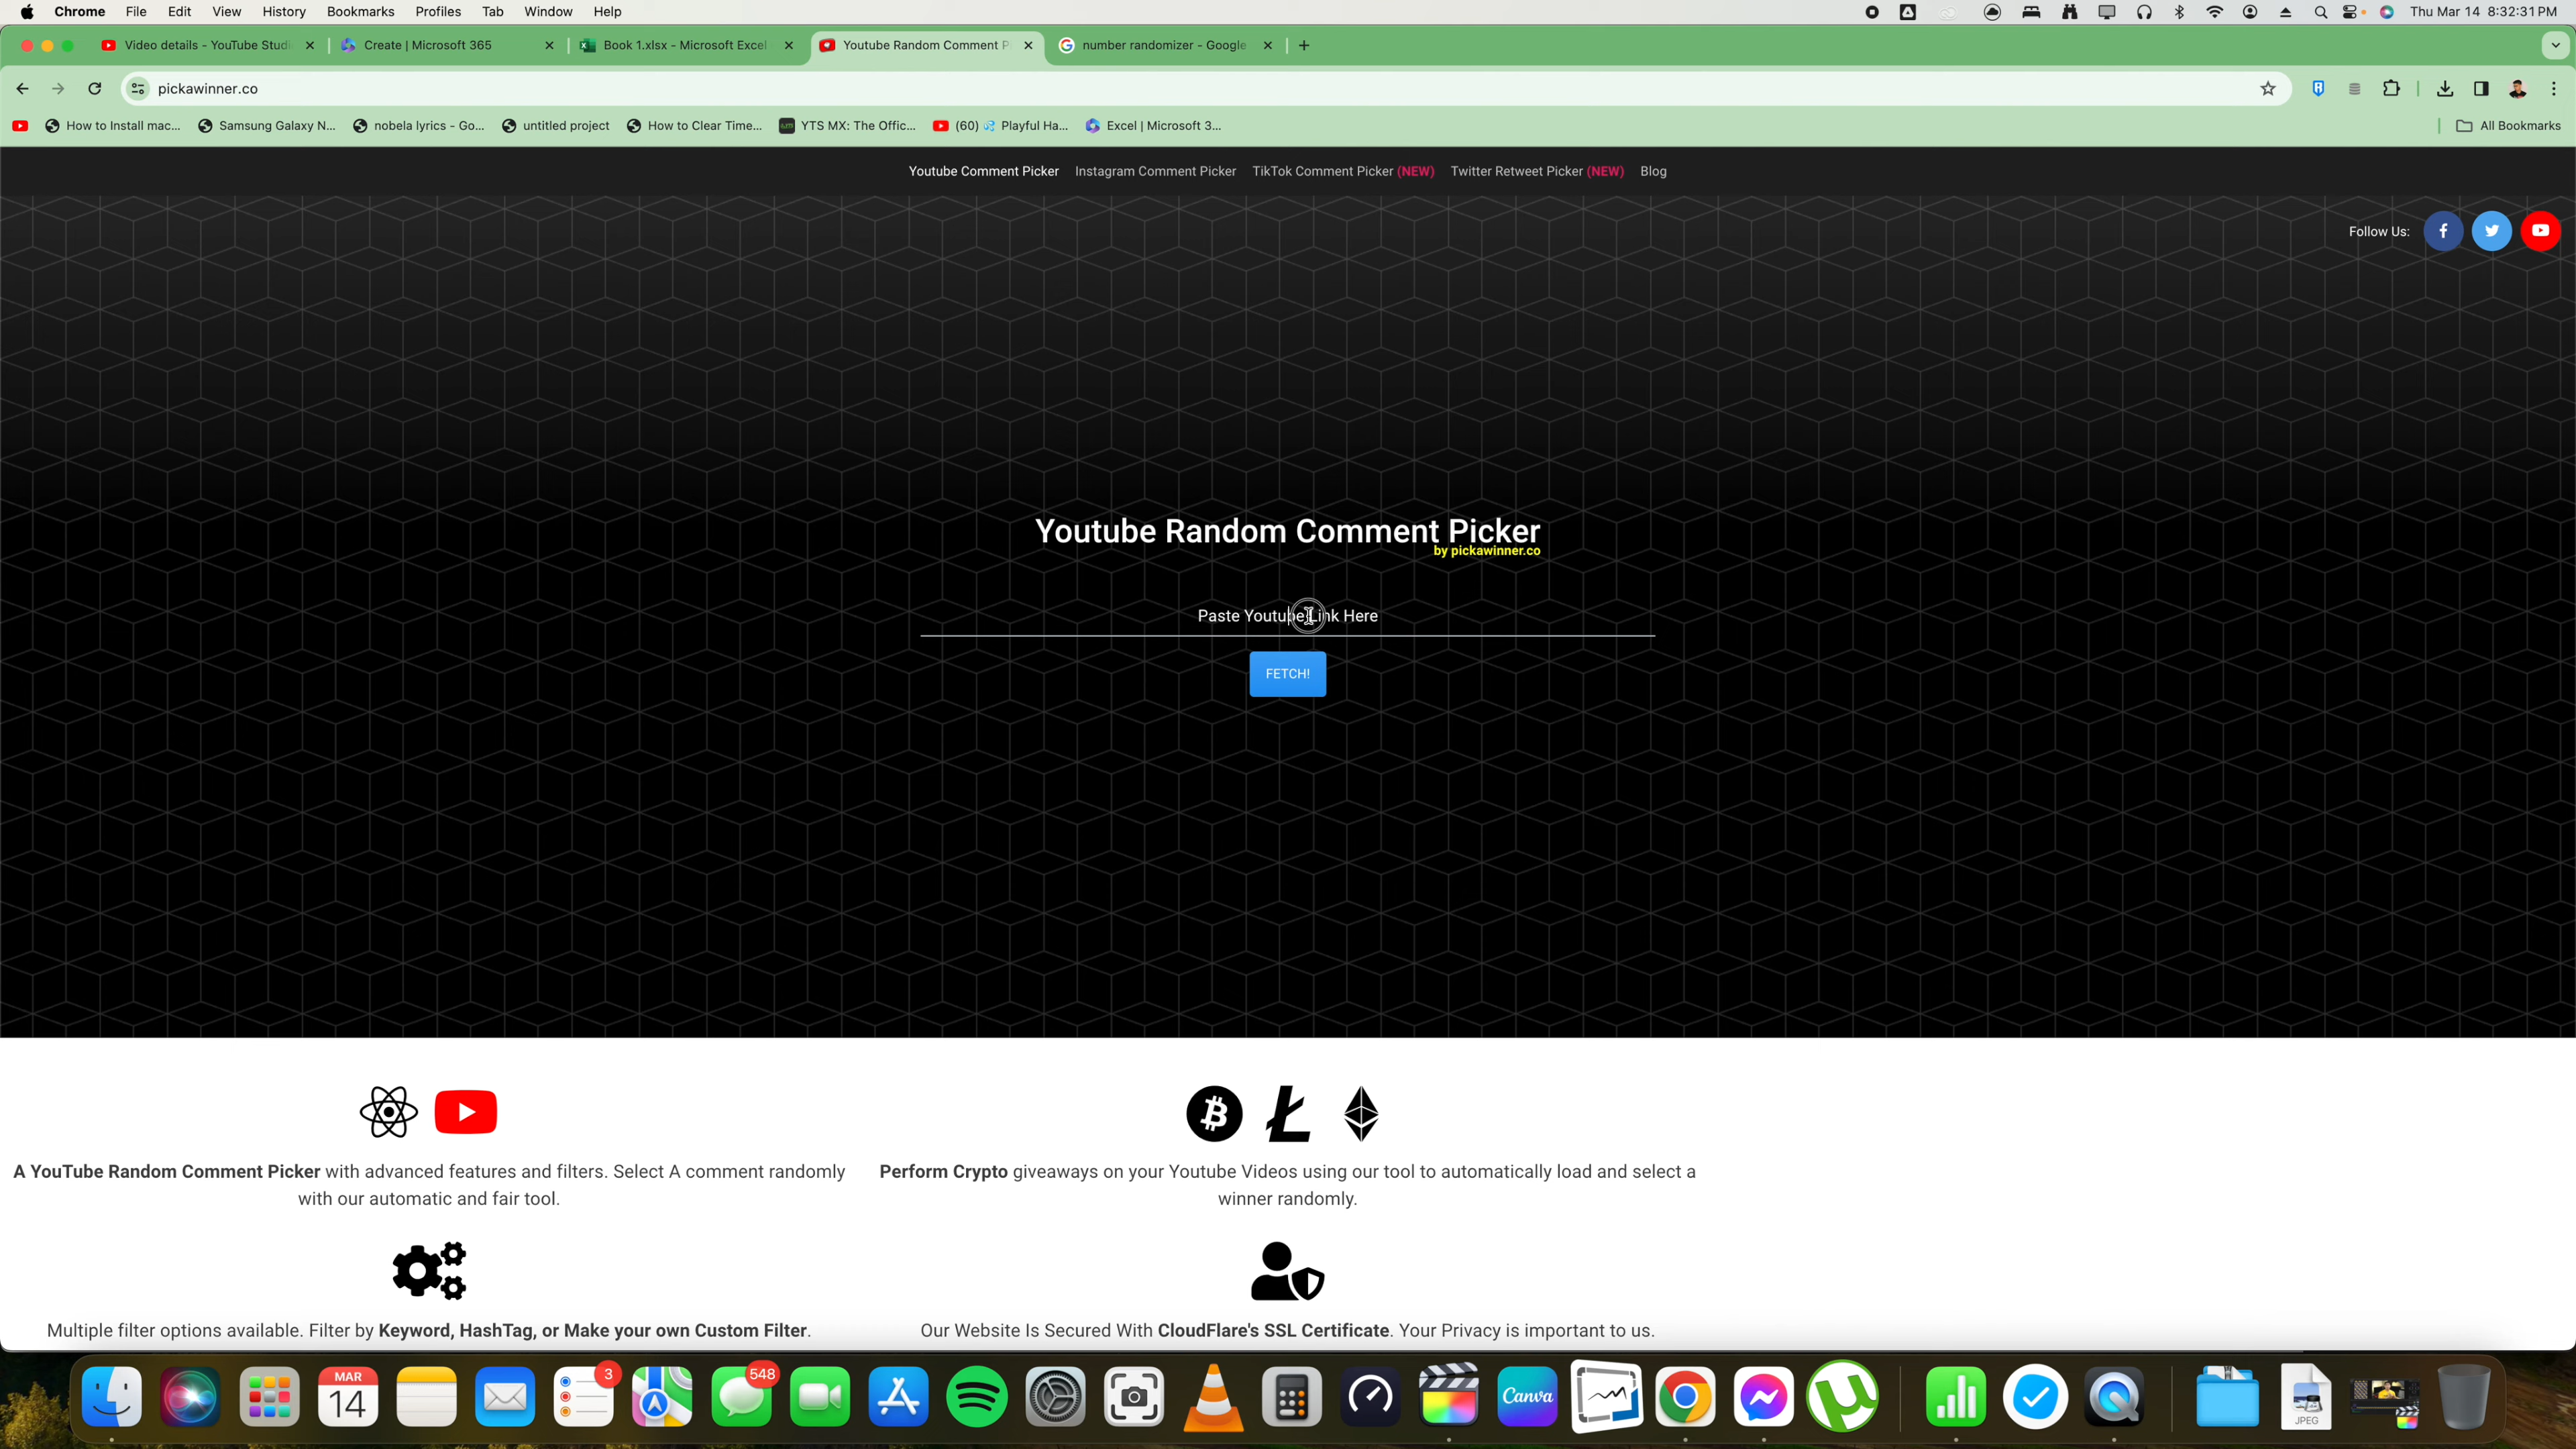 Chrome File Edit View History Bookmarks Profiles Tab Window Help Thu Mar 14 8:32:31 PM
Video details - YouTube Studi Create | Microsoft 365 Book 1.xlsx - Microsoft Excel Youtube Random Comment P number randomizer - Google
pickawinner.co
How to Install mac... Samsung Galaxy N... nobela lyrics - Go... untitled project How to Clear Time... YTS MX: The Offic... (60) Playful Ha... Excel | Microsoft 3... All Bookmarks
Youtube Comment Picker Instagram Comment Picker TikTok Comment Picker (NEW) Twitter Retweet Picker (NEW) Blog
Follow Us:
Youtube Random Comment Picker
by pickawinner.co
Paste Youtube Link Here
FETCH!
A YouTube Random Comment Picker with advanced features and filters. Select A comment randomly
with our automatic and fair tool.
Perform Crypto giveaways on your Youtube Videos using our tool to automatically load and select a
winner randomly.
Multiple filter options available. Filter by Keyword, HashTag, or Make your own Custom Filter.
Our Website Is Secured With CloudFlare's SSL Certificate. Your Privacy is important to us.
MAR
14
3
548
Canva
JPEG